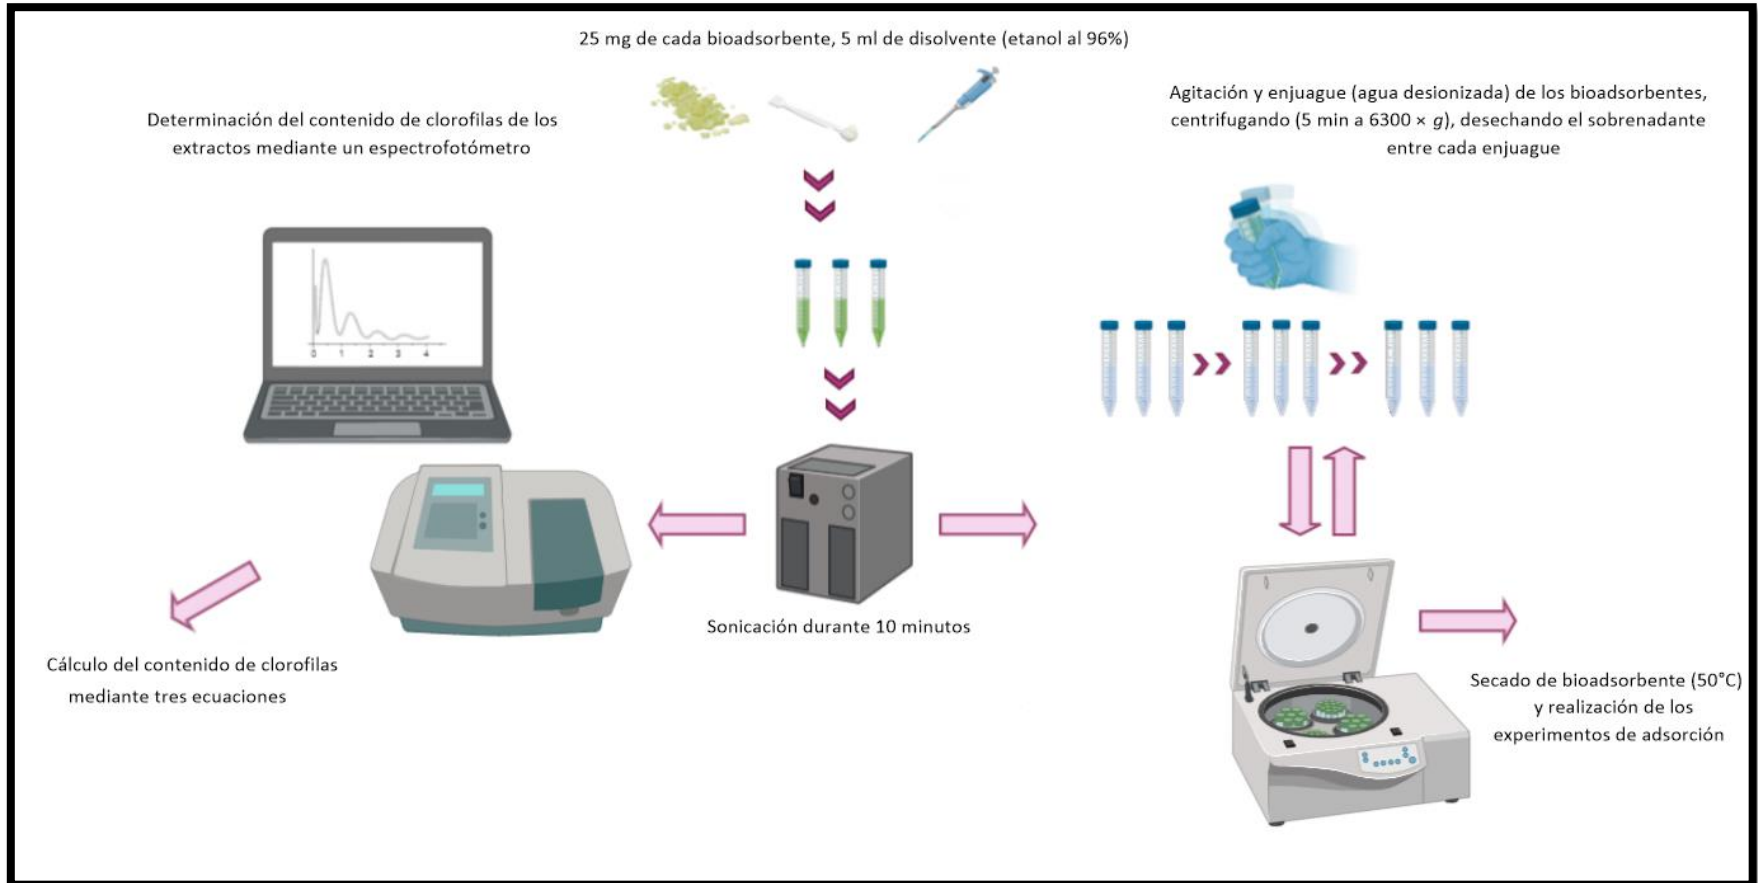 25 mg de cada bioadsorbente, 5 ml de disolvente (etanol al 96%)
Determinación del contenido de clorofilas de los
extractos mediante un espectrofotómetro
Agitación y enjuague (agua desionizada) de los bioadsorbentes,
centrifugando (5 min a 6300 × g), desechando el sobrenadante
entre cada enjuague
0 1 2 3 4
Sonicación durante 10 minutos
Cálculo del contenido de clorofilas
mediante tres ecuaciones
Secado de bioadsorbente (50°C)
y realización de los
experimentos de adsorción